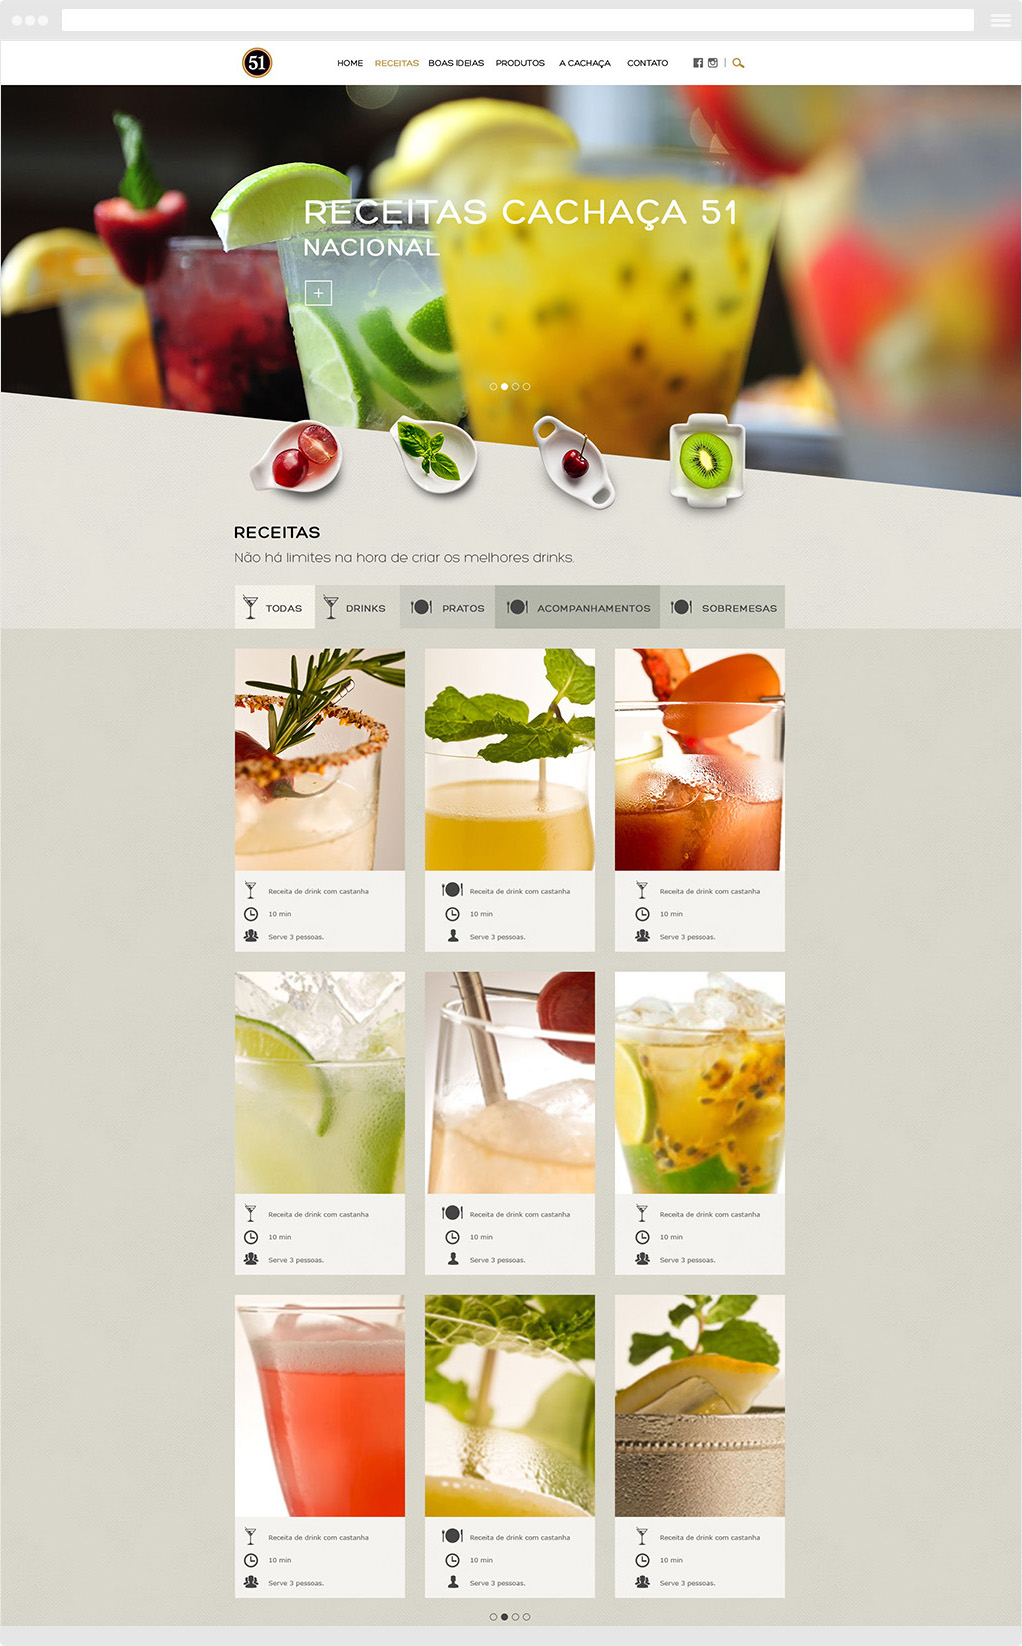 51
HOME RECEITAS BOAS IDEIAS PRODUTOS A CACHAÇA CONTATO
RECEITAS CACHAÇA 51
NACIONAL
RECEITAS
Não há limites na hora de criar os melhores drinks.
TODAS DRINKS PRATOS ACOMPANHAMENTOS SOBREMESAS
Receita de drink com castanha
10 min
Serve 3 pessoas.
Receita de drink com castanha
10 min
Serve 3 pessoas.
Receita de drink com castanha
10 min
Serve 3 pessoas.
Receita de drink com castanha
10 min
Serve 3 pessoas.
Receita de drink com castanha
10 min
Serve 3 pessoas.
Receita de drink com castanha
10 min
Serve 3 pessoas.
Receita de drink com castanha
10 min
Serve 3 pessoas.
Receita de drink com castanha
10 min
Serve 3 pessoas.
Receita de drink com castanha
10 min
Serve 3 pessoas.